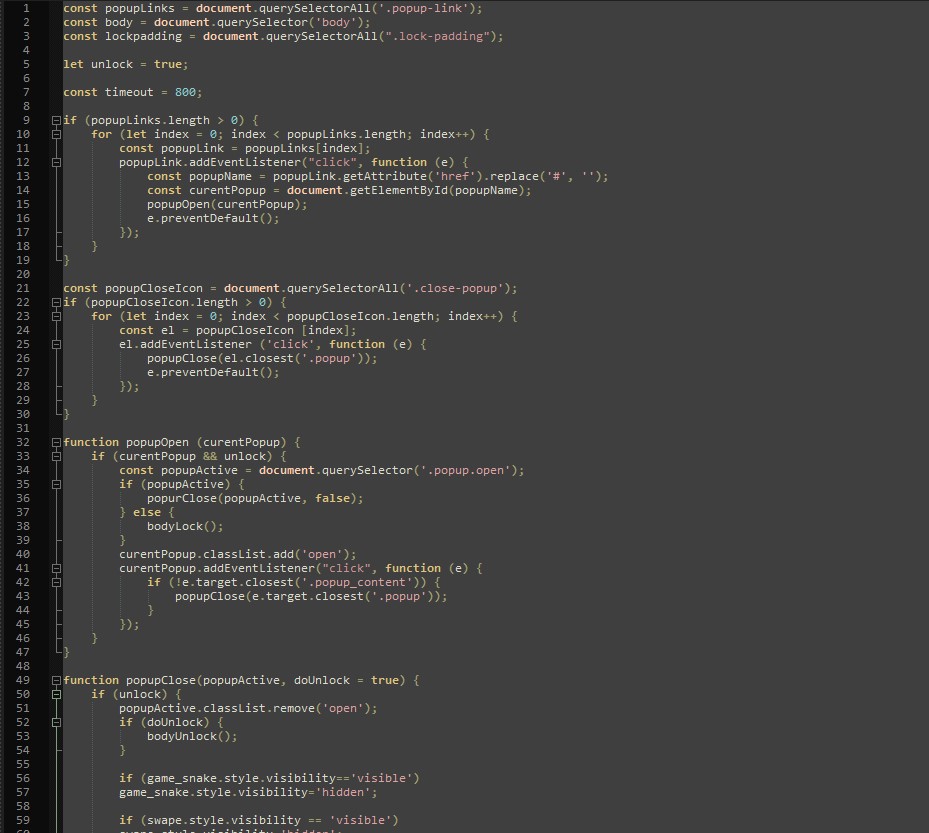 1 const popupLinks = document.querySelectorAll('.popup-link');
2 const body = document.querySelector('body');
3 const lockpadding = document.querySelectorAll(".lock-padding");
4
5 let unlock = true;
6
7 const timeout = 800;
8
9 if (popupLinks.length > 0) {
10 for (let index = 0; index < popupLinks.length; index++) {
11 const popupLink = popupLinks[index];
12 popupLink.addEventListener("click", function (e) {
13 const popupName = popupLink.getAttribute('href').replace('#', '');
14 const curentPopup = document.getElementById(popupName);
15 popupOpen(curentPopup);
16 e.preventDefault();
17 });
18 }
19 }
20
21 const popupCloseIcon = document.querySelectorAll('.close-popup');
22 if (popupCloseIcon.length > 0) {
23 for (let index = 0; index < popupCloseIcon.length; index++) {
24 const el = popupCloseIcon [index];
25 el.addEventListener ('click', function (e) {
26 popupClose(el.closest('.popup'));
27 e.preventDefault();
28 });
29 }
30 }
31
32 function popupOpen (curentPopup) {
33 if (curentPopup && unlock) {
34 const popupActive = document.querySelector('.popup.open');
35 if (popupActive) {
36 popurClose(popupActive, false);
37 } else {
38 bodyLock();
39 }
40 curentPopup.classList.add('open');
41 curentPopup.addEventListener("click", function (e) {
42 if (!e.target.closest('.popup_content')) {
43 popupClose(e.target.closest('.popup'));
44 }
45 });
46 }
47 }
48
49 function popupClose(popupActive, doUnlock = true) {
50 if (unlock) {
51 popupActive.classList.remove('open');
52 if (doUnlock) {
53 bodyUnlock();
54 }
55
56 if (game_snake.style.visibility=='visible')
57 game_snake.style.visibility='hidden';
58
59 if (swape.style.visibility == 'visible')